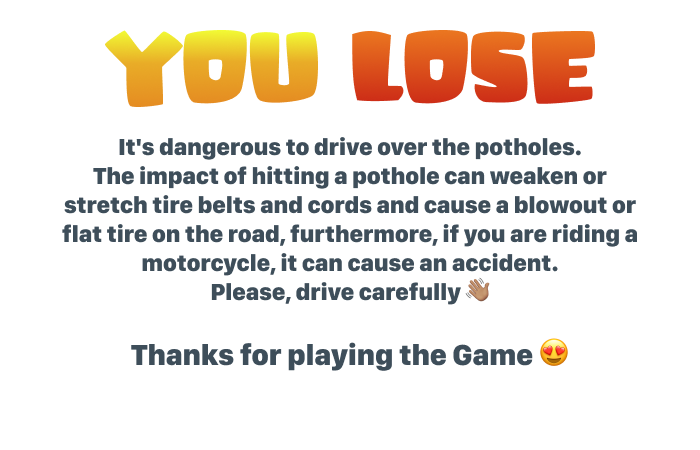 YOU LOSE
It's dangerous to drive over the potholes.
The impact of hitting a pothole can weaken or
stretch tire belts and cords and cause a blowout or
flat tire on the road, furthermore, if you are riding a
motorcycle, it can cause an accident.
Please, drive carefully 👋🏽
Thanks for playing the Game 😍